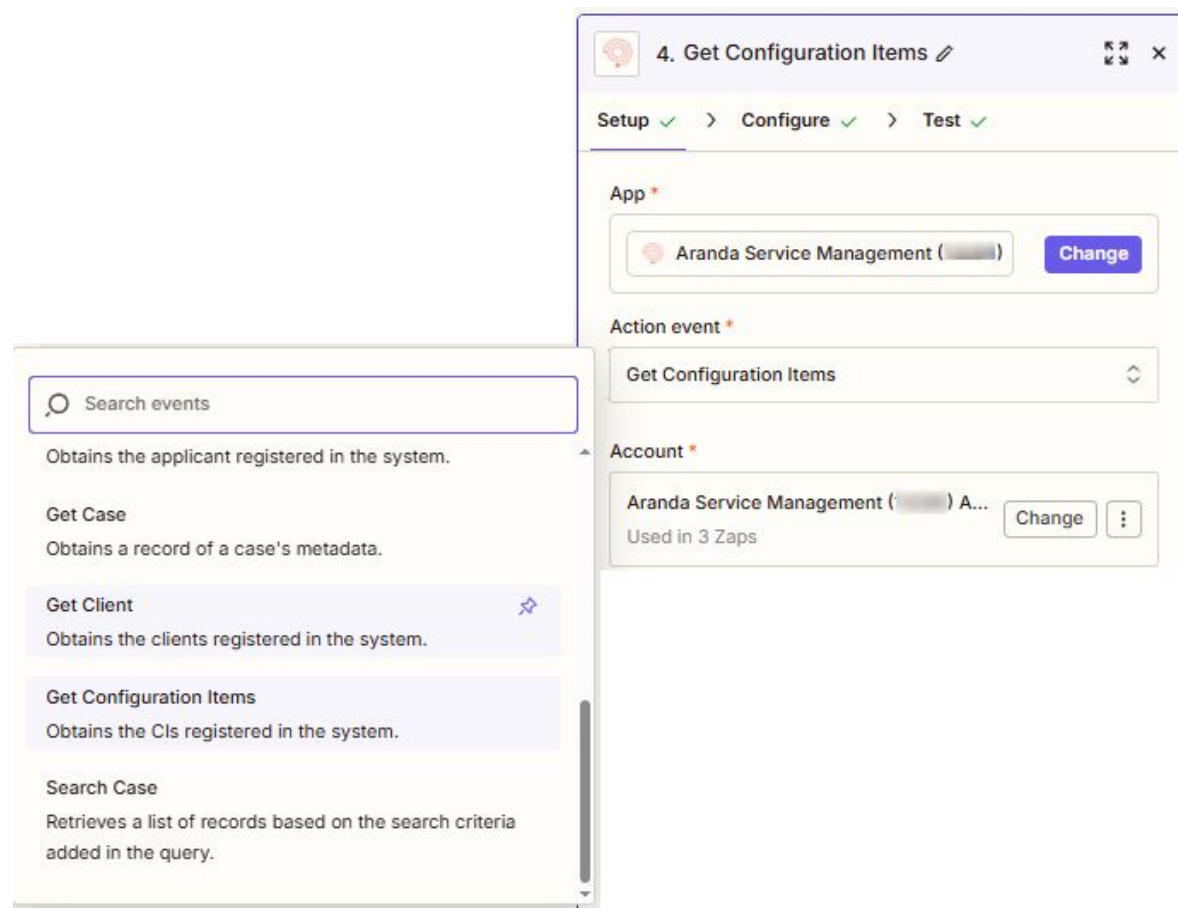 4. Get Configuration Items
Setup
Configure
Test
App *
Aranda Service Management ( )
Change
Action event *
Get Configuration Items
Account *
Aranda Service Management ( ) A...
Used in 3 Zaps
Change
Search events
Obtains the applicant registered in the system.
Get Case
Obtains a record of a case's metadata.
Get Client
Obtains the clients registered in the system.
Get Configuration Items
Obtains the CIs registered in the system.
Search Case
Retrieves a list of records based on the search criteria
added in the query.